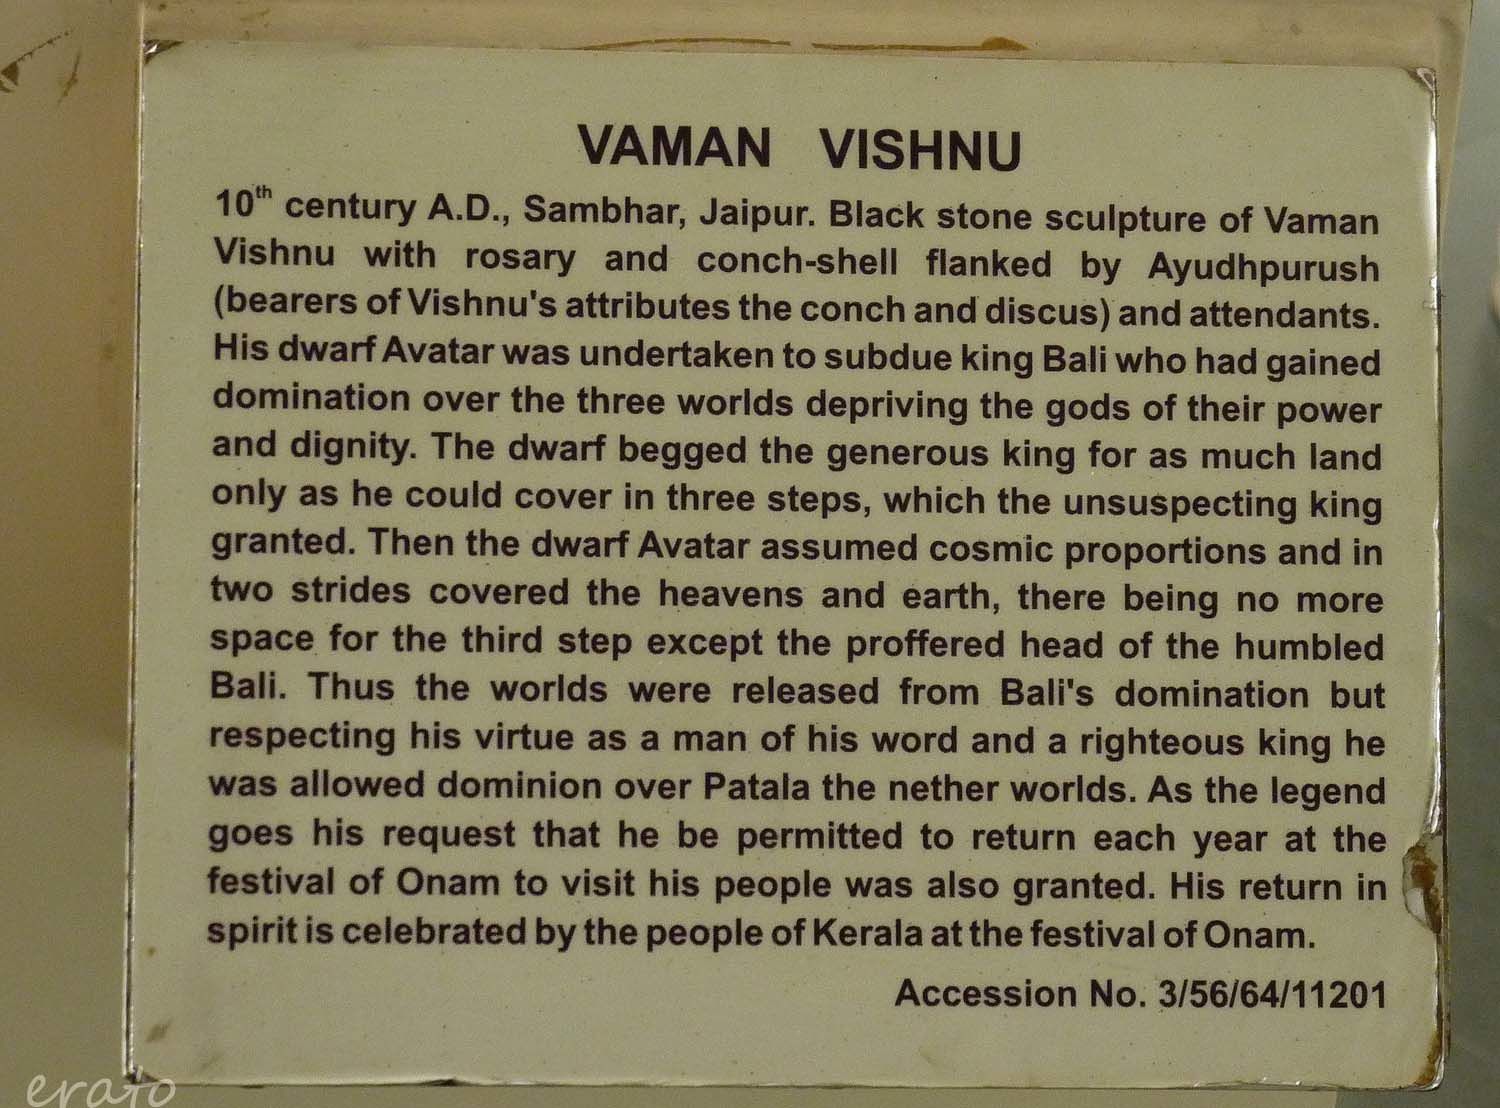 VAMAN VISHNU
10th century A.D., Sambhar, Jaipur. Black stone sculpture of Vaman
Vishnu with rosary and conch-shell flanked by Ayudhpurush
(bearers of Vishnu's attributes the conch and discus) and attendants.
His dwarf Avatar was undertaken to subdue king Bali who had gained
domination over the three worlds depriving the gods of their power
and dignity. The dwarf begged the generous king for as much land
only as he could cover in three steps, which the unsuspecting king
granted. Then the dwarf Avatar assumed cosmic proportions and in
two strides covered the heavens and earth, there being no more
space for the third step except the proffered head of the humbled
Bali. Thus the worlds were released from Bali's domination but
respecting his virtue as a man of his word and a righteous king he
was allowed dominion over Patala the nether worlds. As the legend
goes his request that he be permitted to return each year at the
festival of Onam to visit his people was also granted. His return in
spirit is celebrated by the people of Kerala at the festival of Onam.
Accession No. 3/56/64/11201
erato